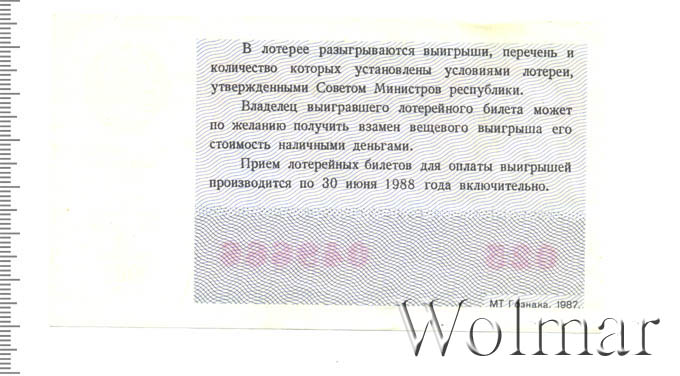 В лотерее разыгрываются выигрыши, перечень и
количество которых установлены условиями лотереи,
утвержденными Советом Министров республики.
Владелец выигравшего лотерейного билета может
по желанию получить взамен вещевого выигрыша его
стоимость наличными деньгами.
Прием лотерейных билетов для оплаты выигрышей
производится по 30 июня 1988 года включительно.
МТ Гознака. 1987.
Wolmar